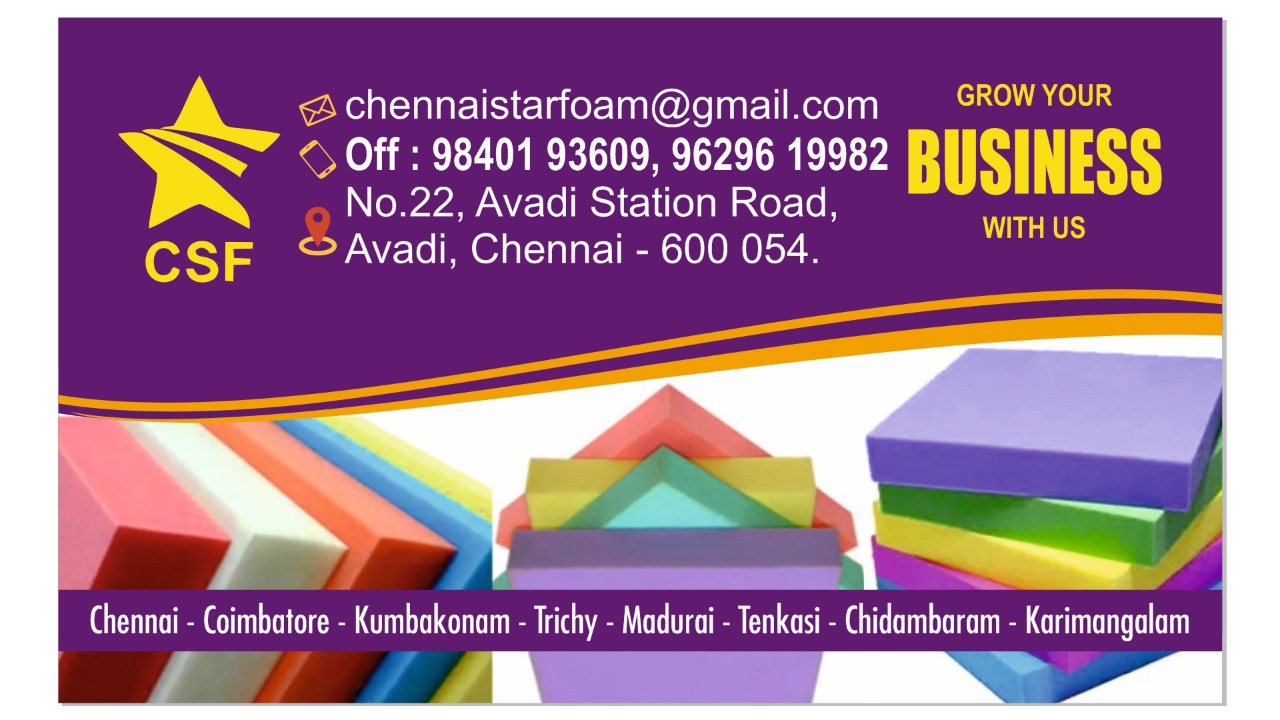 CSF
chennaistarfoam@gmail.com
Off : 98401 93609, 96296 19982
No.22, Avadi Station Road,
Avadi, Chennai - 600 054.
GROW YOUR
BUSINESS
WITH US
Chennai - Coimbatore - Kumbakonam - Trichy - Madurai - Tenkasi - Chidambaram - Karimangalam